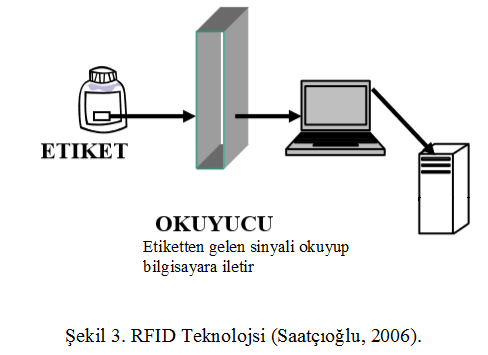 ETIKET
OKUYUCU
Etiketten gelen sinyali okuyup
bilgisayara iletir
Şekil 3. RFID Teknolojsi (Saatçıoğlu, 2006).